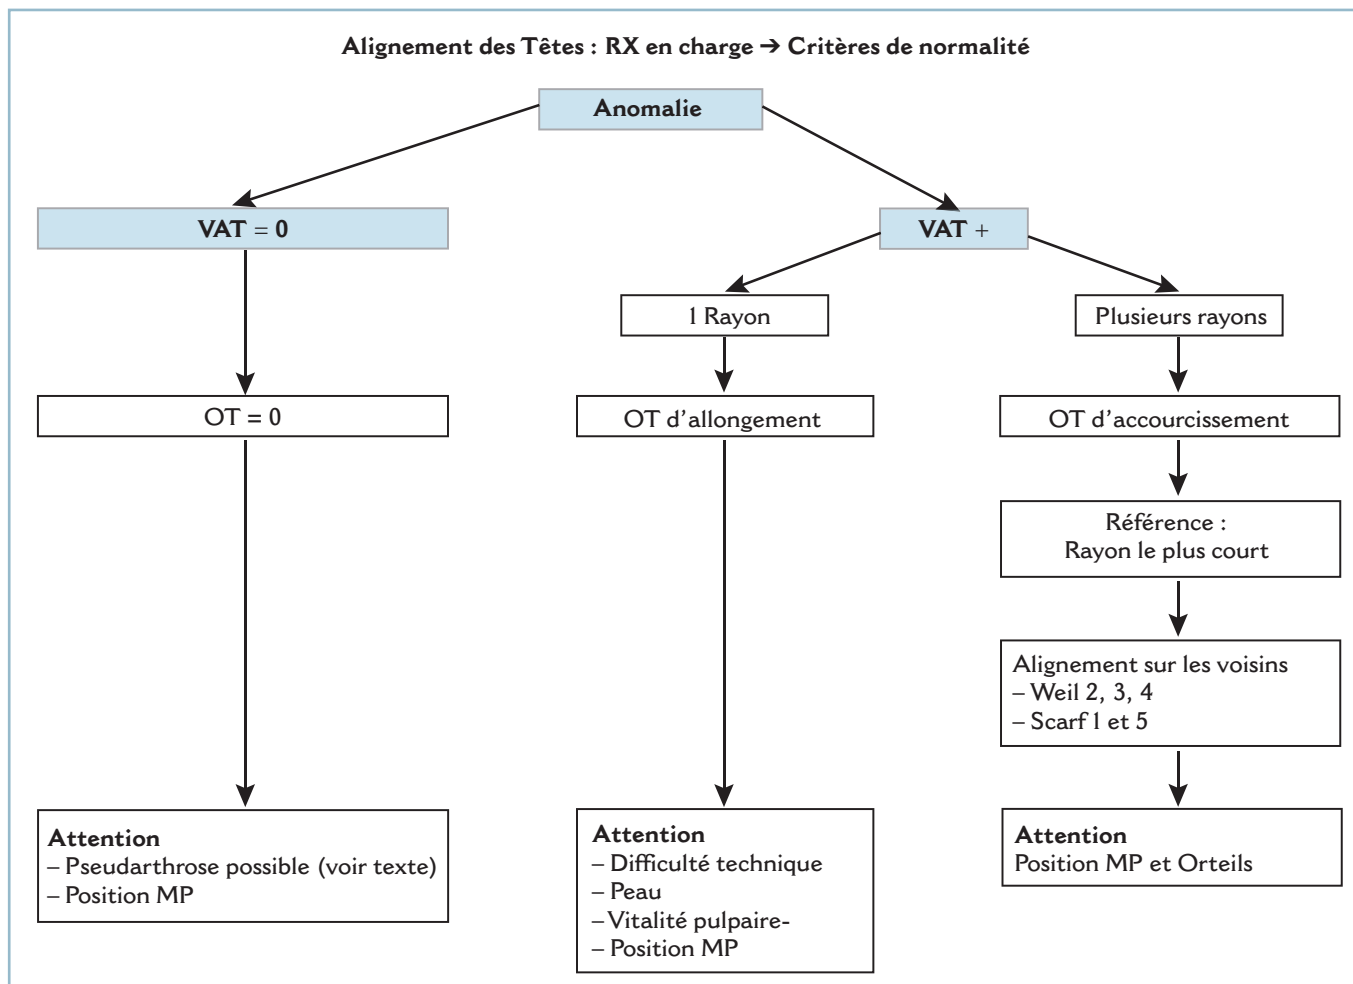 Alignement des Têtes : RX en charge ➔ Critères de normalité
Anomalie
VAT = 0
VAT +
1 Rayon
Plusieurs rayons
OT = 0
OT d’allongement
OT d’accourcissement
Référence :
Rayon le plus court
Alignement sur les voisins
– Weil 2, 3, 4
– Scarf 1 et 5
Attention
– Pseudarthrose possible (voir texte)
– Position MP
Attention
– Difficulté technique
– Peau
– Vitalité pulpaire-
– Position MP
Attention
Position MP et Orteils